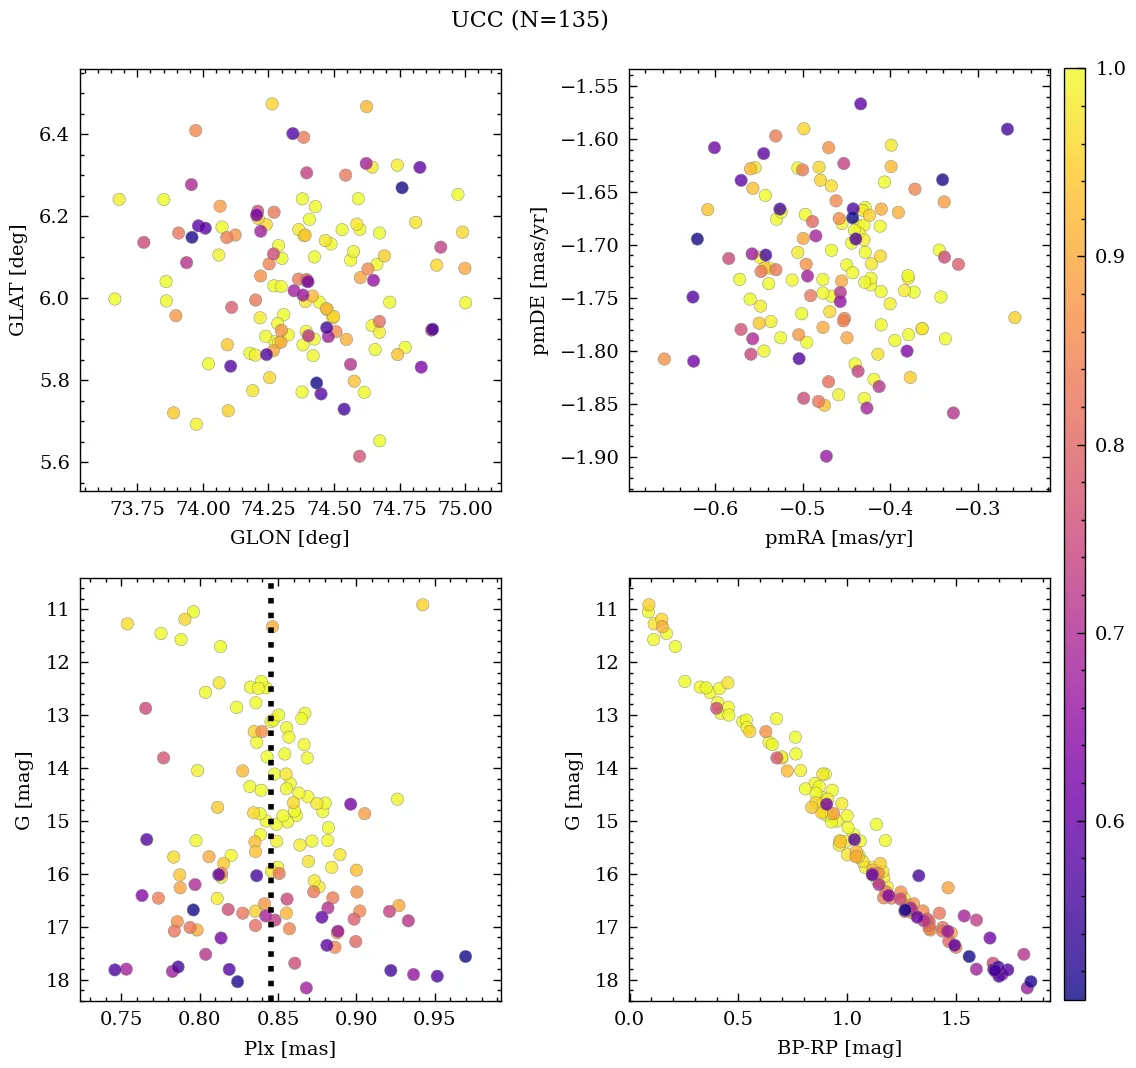 UCC (N=135)
6.4
6.2
6.0
5.8
5.6
GLAT [deg]
73.75 74.00 74.25 74.50 74.75 75.00
GLON [deg]
−1.55
−1.60
−1.65
−1.70
−1.75
−1.80
−1.85
−1.90
pmDE [mas/yr]
−0.6 −0.5 −0.4 −0.3
pmRA [mas/yr]
11
12
13
14
15
16
17
18
G [mag]
0.75 0.80 0.85 0.90 0.95
Plx [mas]
11
12
13
14
15
16
17
18
G [mag]
0.0 0.5 1.0 1.5
BP-RP [mag]
1.0
0.9
0.8
0.7
0.6